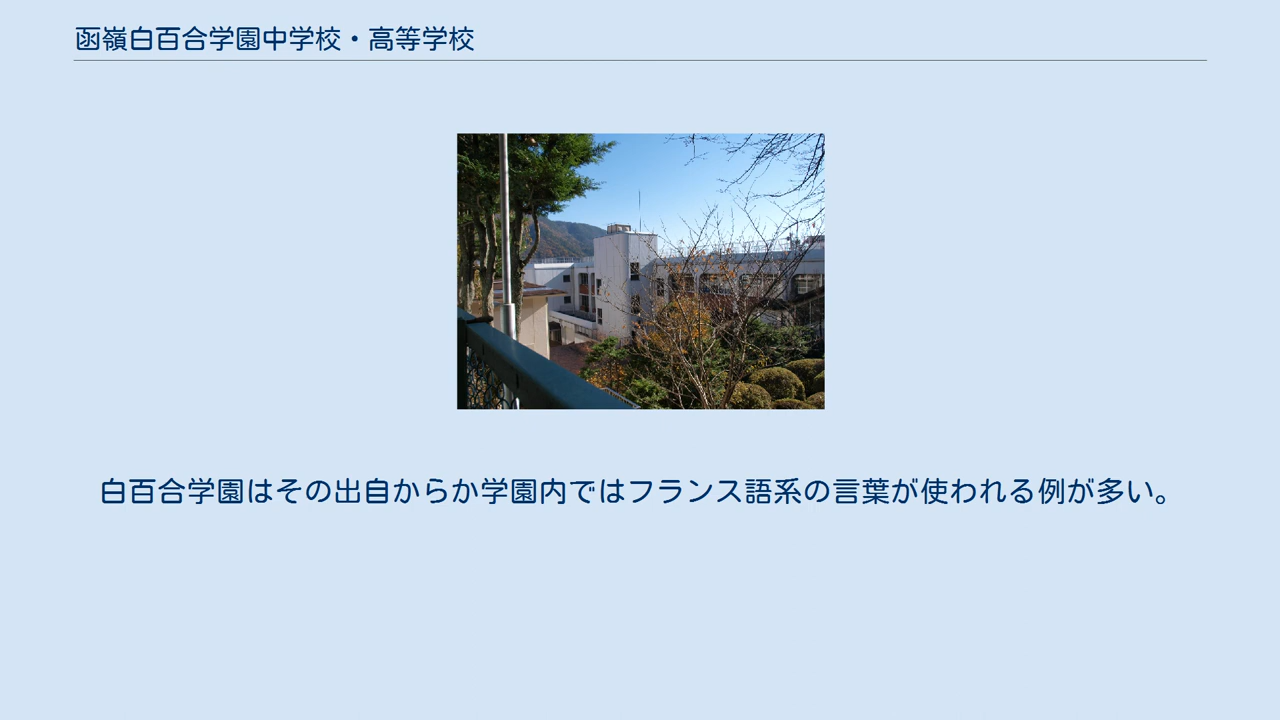 函嶺白百合学園中学校・高等学校
白百合学園はその出自からか学園内ではフランス語系の言葉が使われる例が多い。